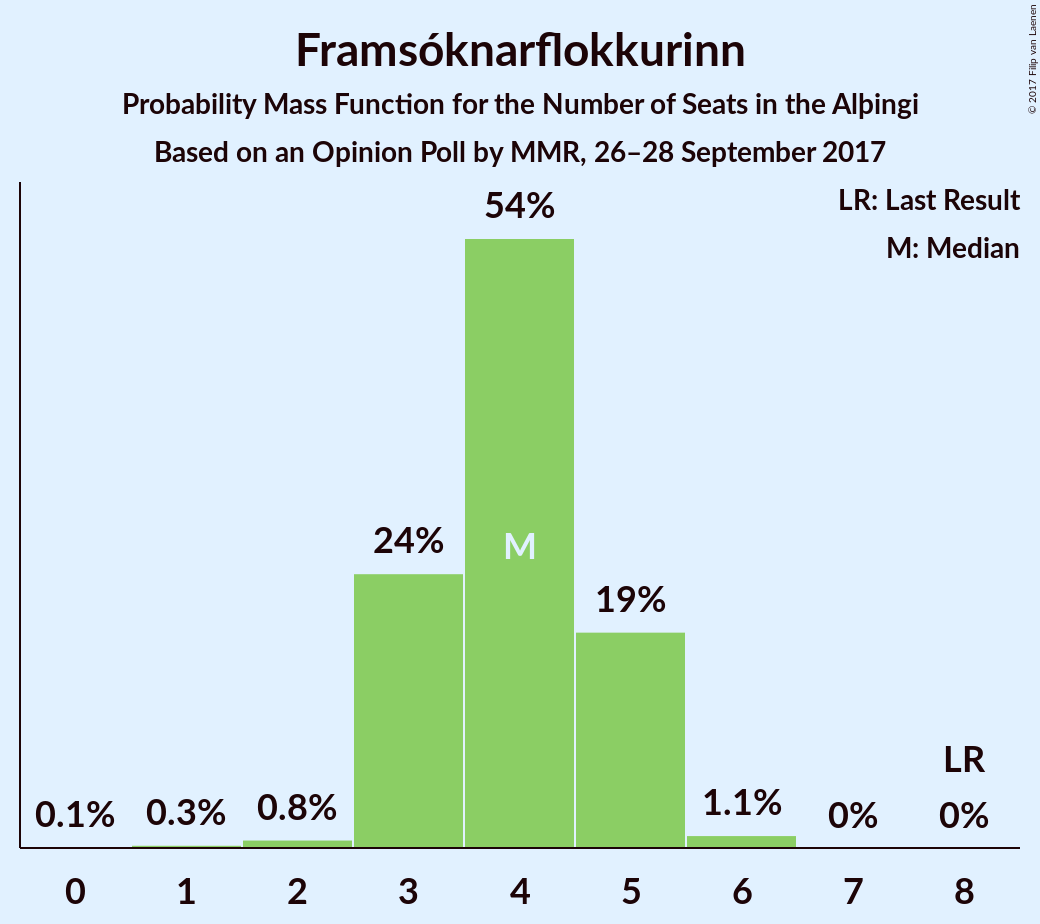 Framsóknarflokkurinn
Probability Mass Function for the Number of Seats in the Alþingi
Based on an Opinion Poll by MMR, 26–28 September 2017
© 2017 Filip van Laenen
LR: Last Result
M: Median
54%
24%
M
19%
LR
0.1%
0.3%
0.8%
1.1%
0%
0%
0 1 2 3 4 5 6 7 8